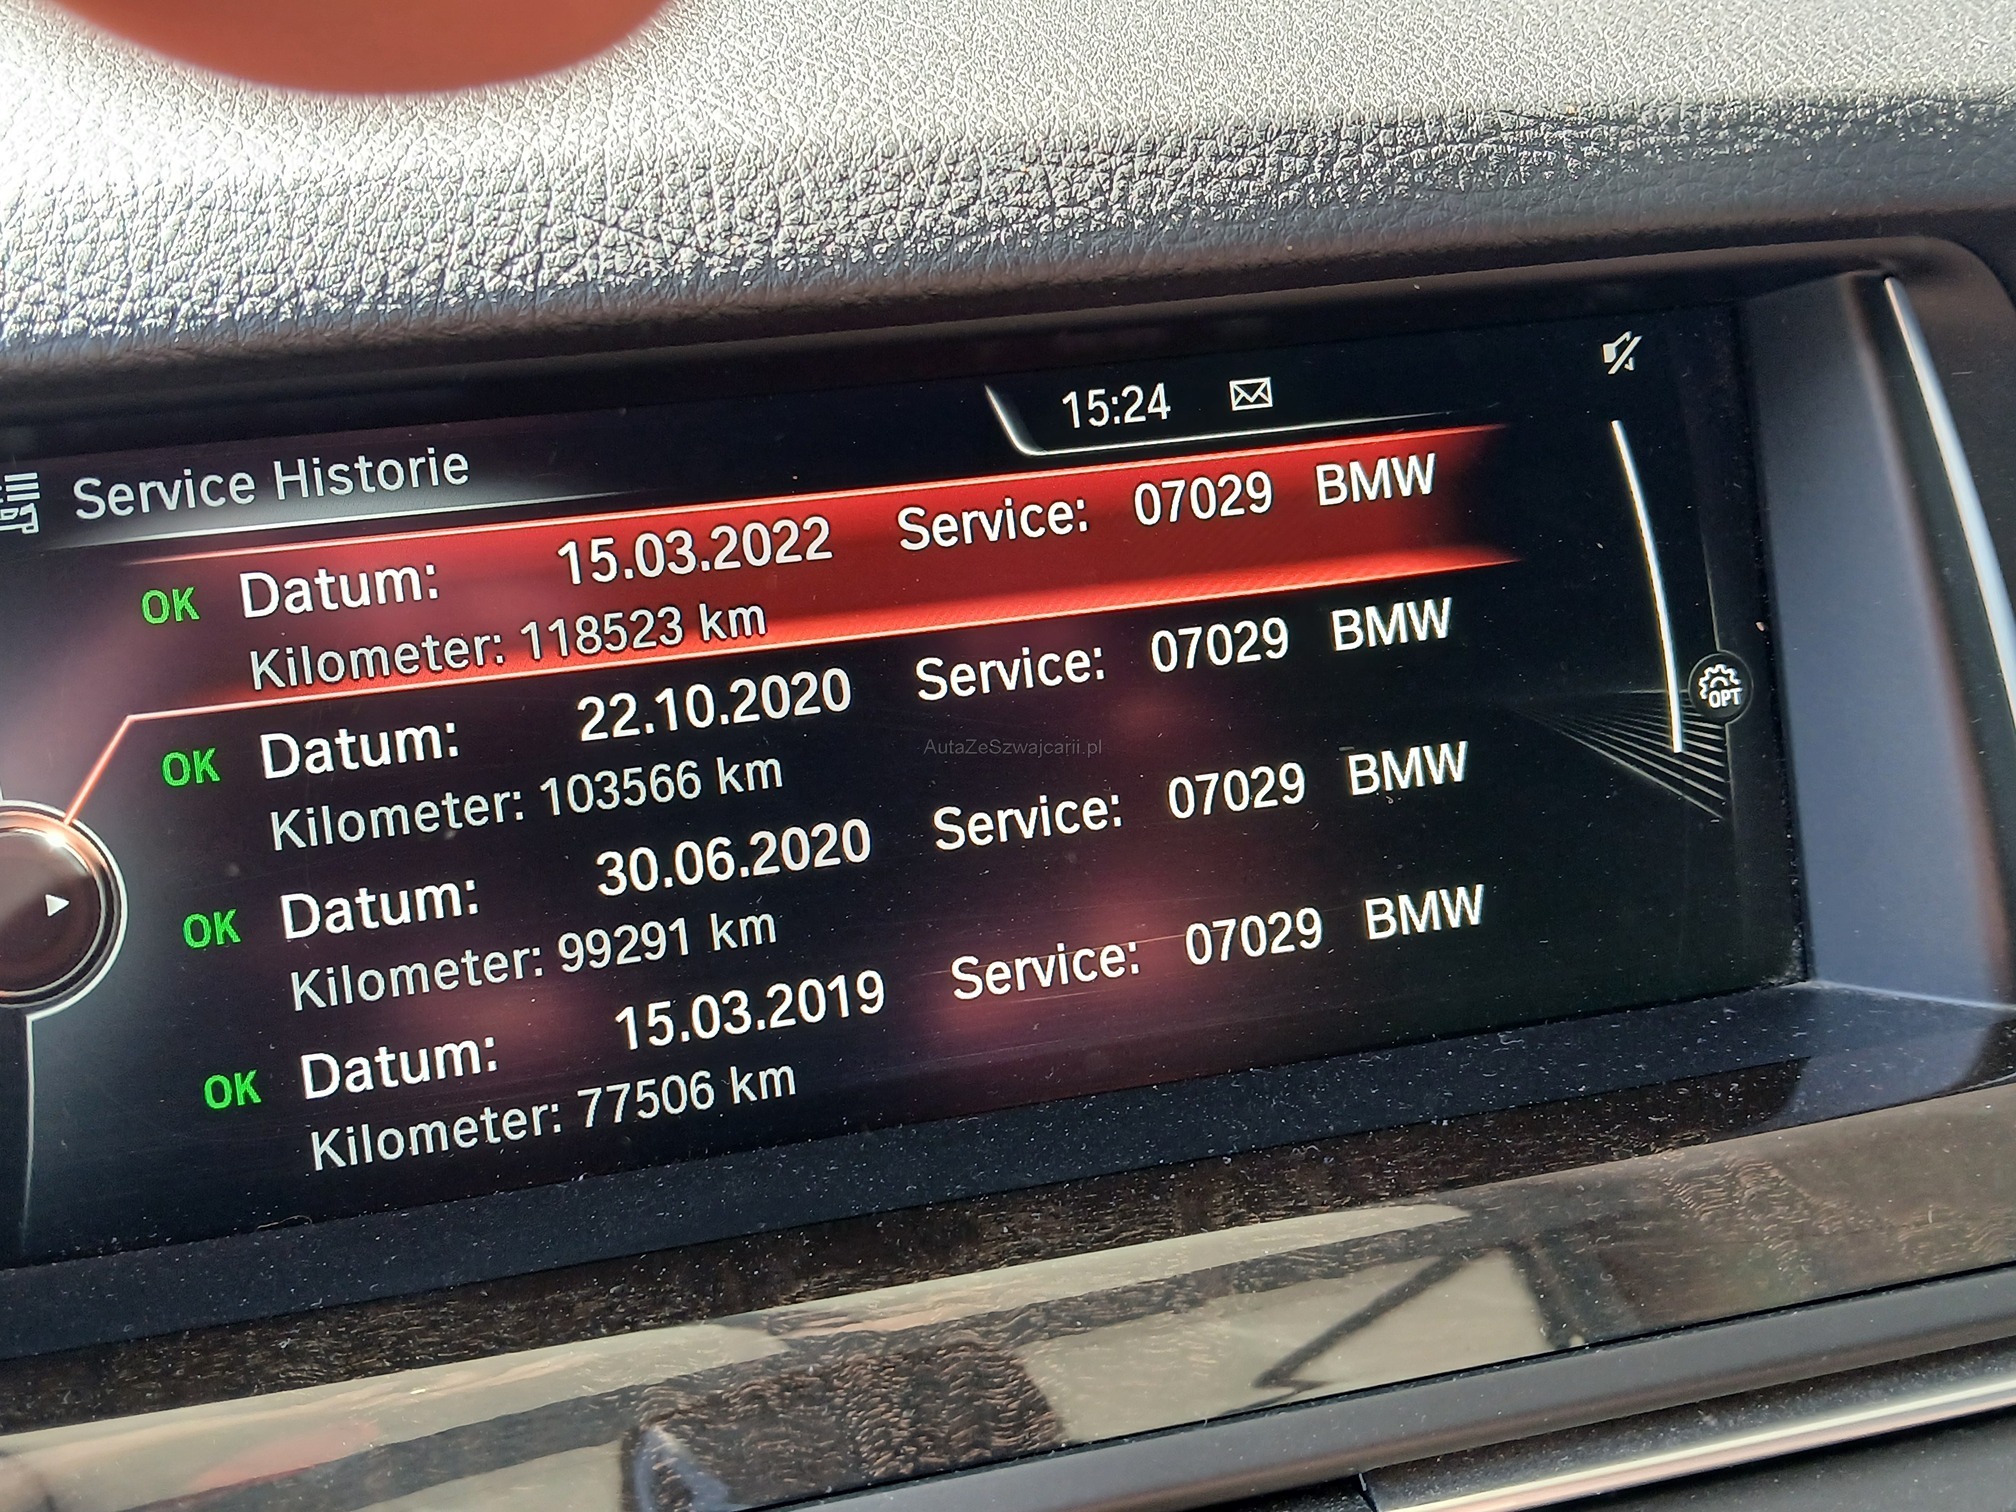 15:24
Service Historie
OK Datum: 15.03.2022 Service: 07029 BMW
Kilometer: 118523 km
OK Datum: 22.10.2020 Service: 07029 BMW
Kilometer: 103566 km
OK Datum: 30.06.2020 Service: 07029 BMW
Kilometer: 99291 km
OK Datum: 15.03.2019 Service: 07029 BMW
Kilometer: 77506 km
OPT
AutaZeSzwajcarii.pl